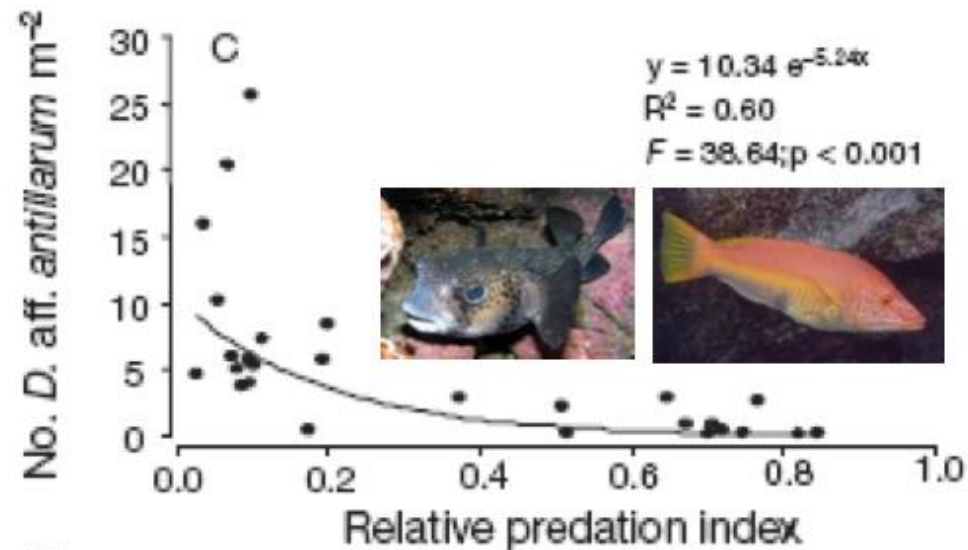 C
y = 10.34 e⁻⁵·²⁴ˣ
R² = 0.60
F = 38.64;p < 0.001
No. D. aff. antillarum m⁻²
30
25
20
15
10
5
0
0.0 0.2 0.4 0.6 0.8 1.0
Relative predation index